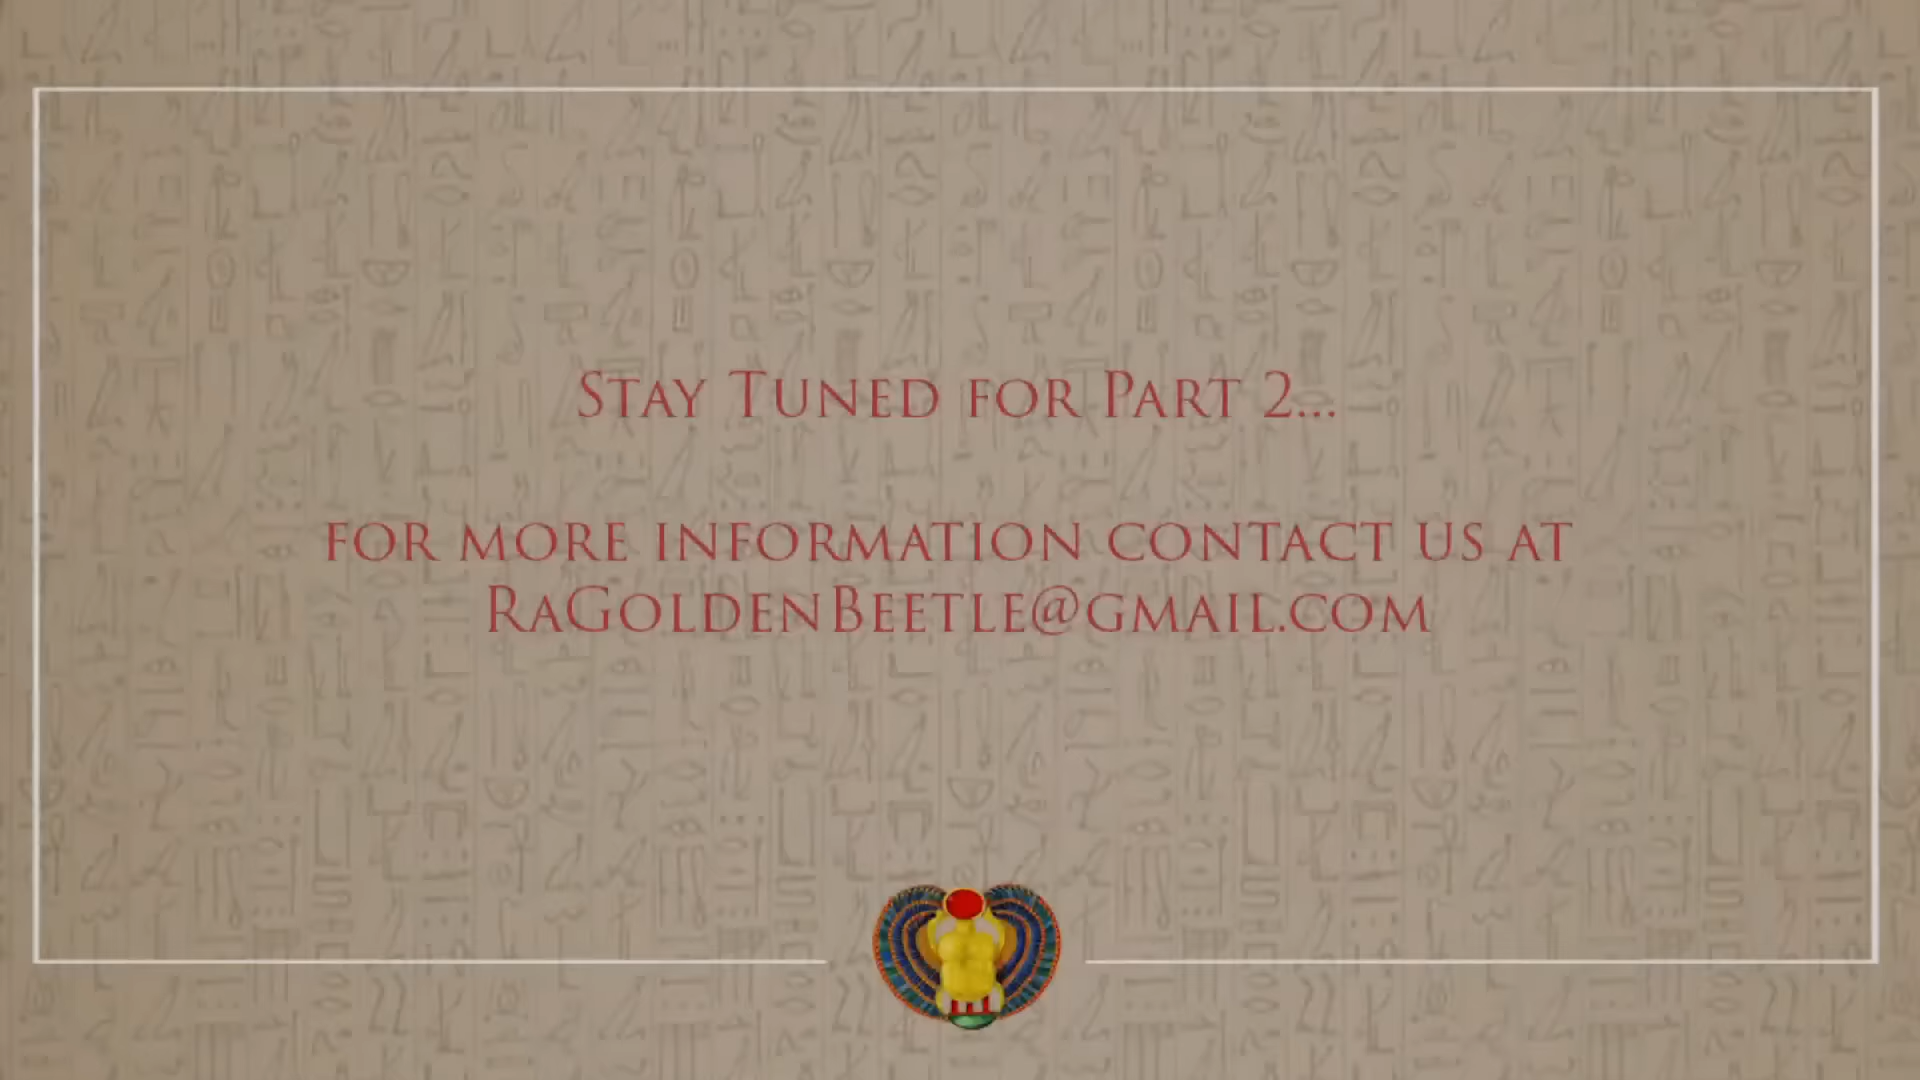 Stay Tuned for Part 2...
for more information contact us at
RaGoldenBeetle@gmail.com